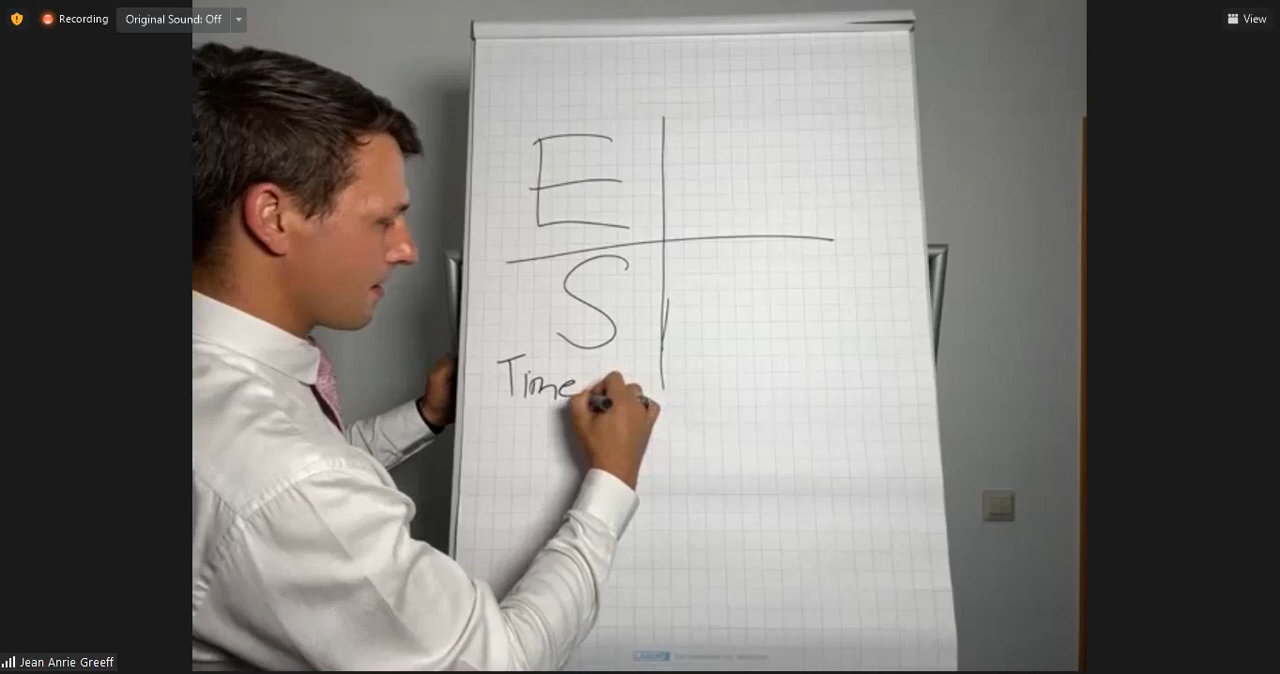 Recording
Original Sound: Off
View
E
S
Time
Jean Anrie Greeff